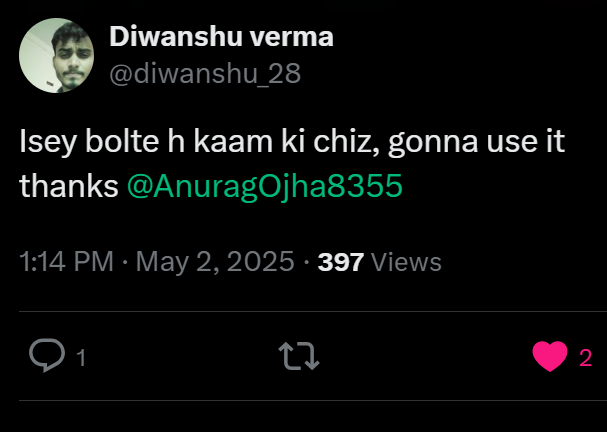 Diwanshu verma
@diwanshu_28
Isey bolte h kaam ki chiz, gonna use it
thanks @AnuragOjha8355
1:14 PM · May 2, 2025 · 397 Views
1
2